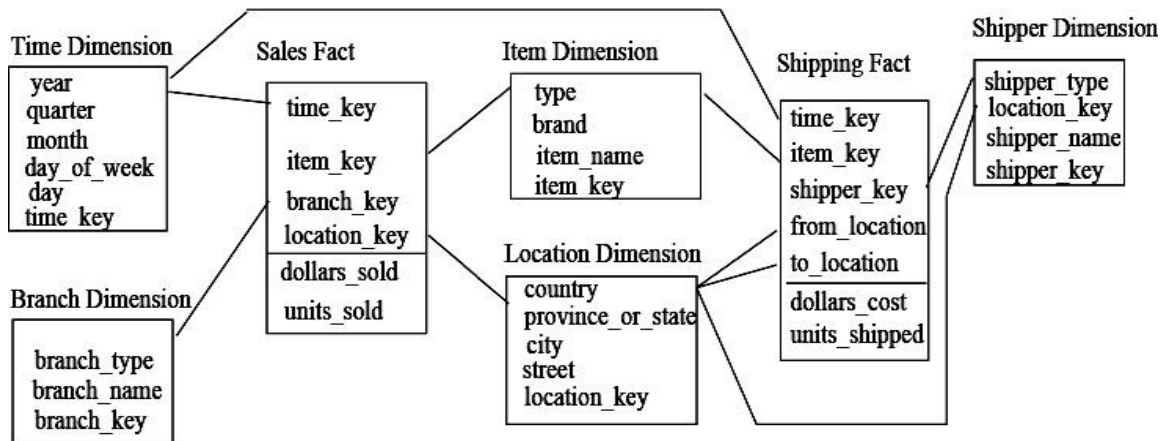 Time Dimension
year
quarter
month
day_of_week
day
time_key
Branch Dimension
branch_type
branch_name
branch_key
Sales Fact
time_key
item_key
branch_key
location_key
dollars_sold
units_sold
Item Dimension
type
brand
item_name
item_key
Location Dimension
country
province_or_state
city
street
location_key
Shipping Fact
time_key
item_key
shipper_key
from_location
to_location
dollars_cost
units_shipped
Shipper Dimension
shipper_type
location_key
shipper_name
shipper_key